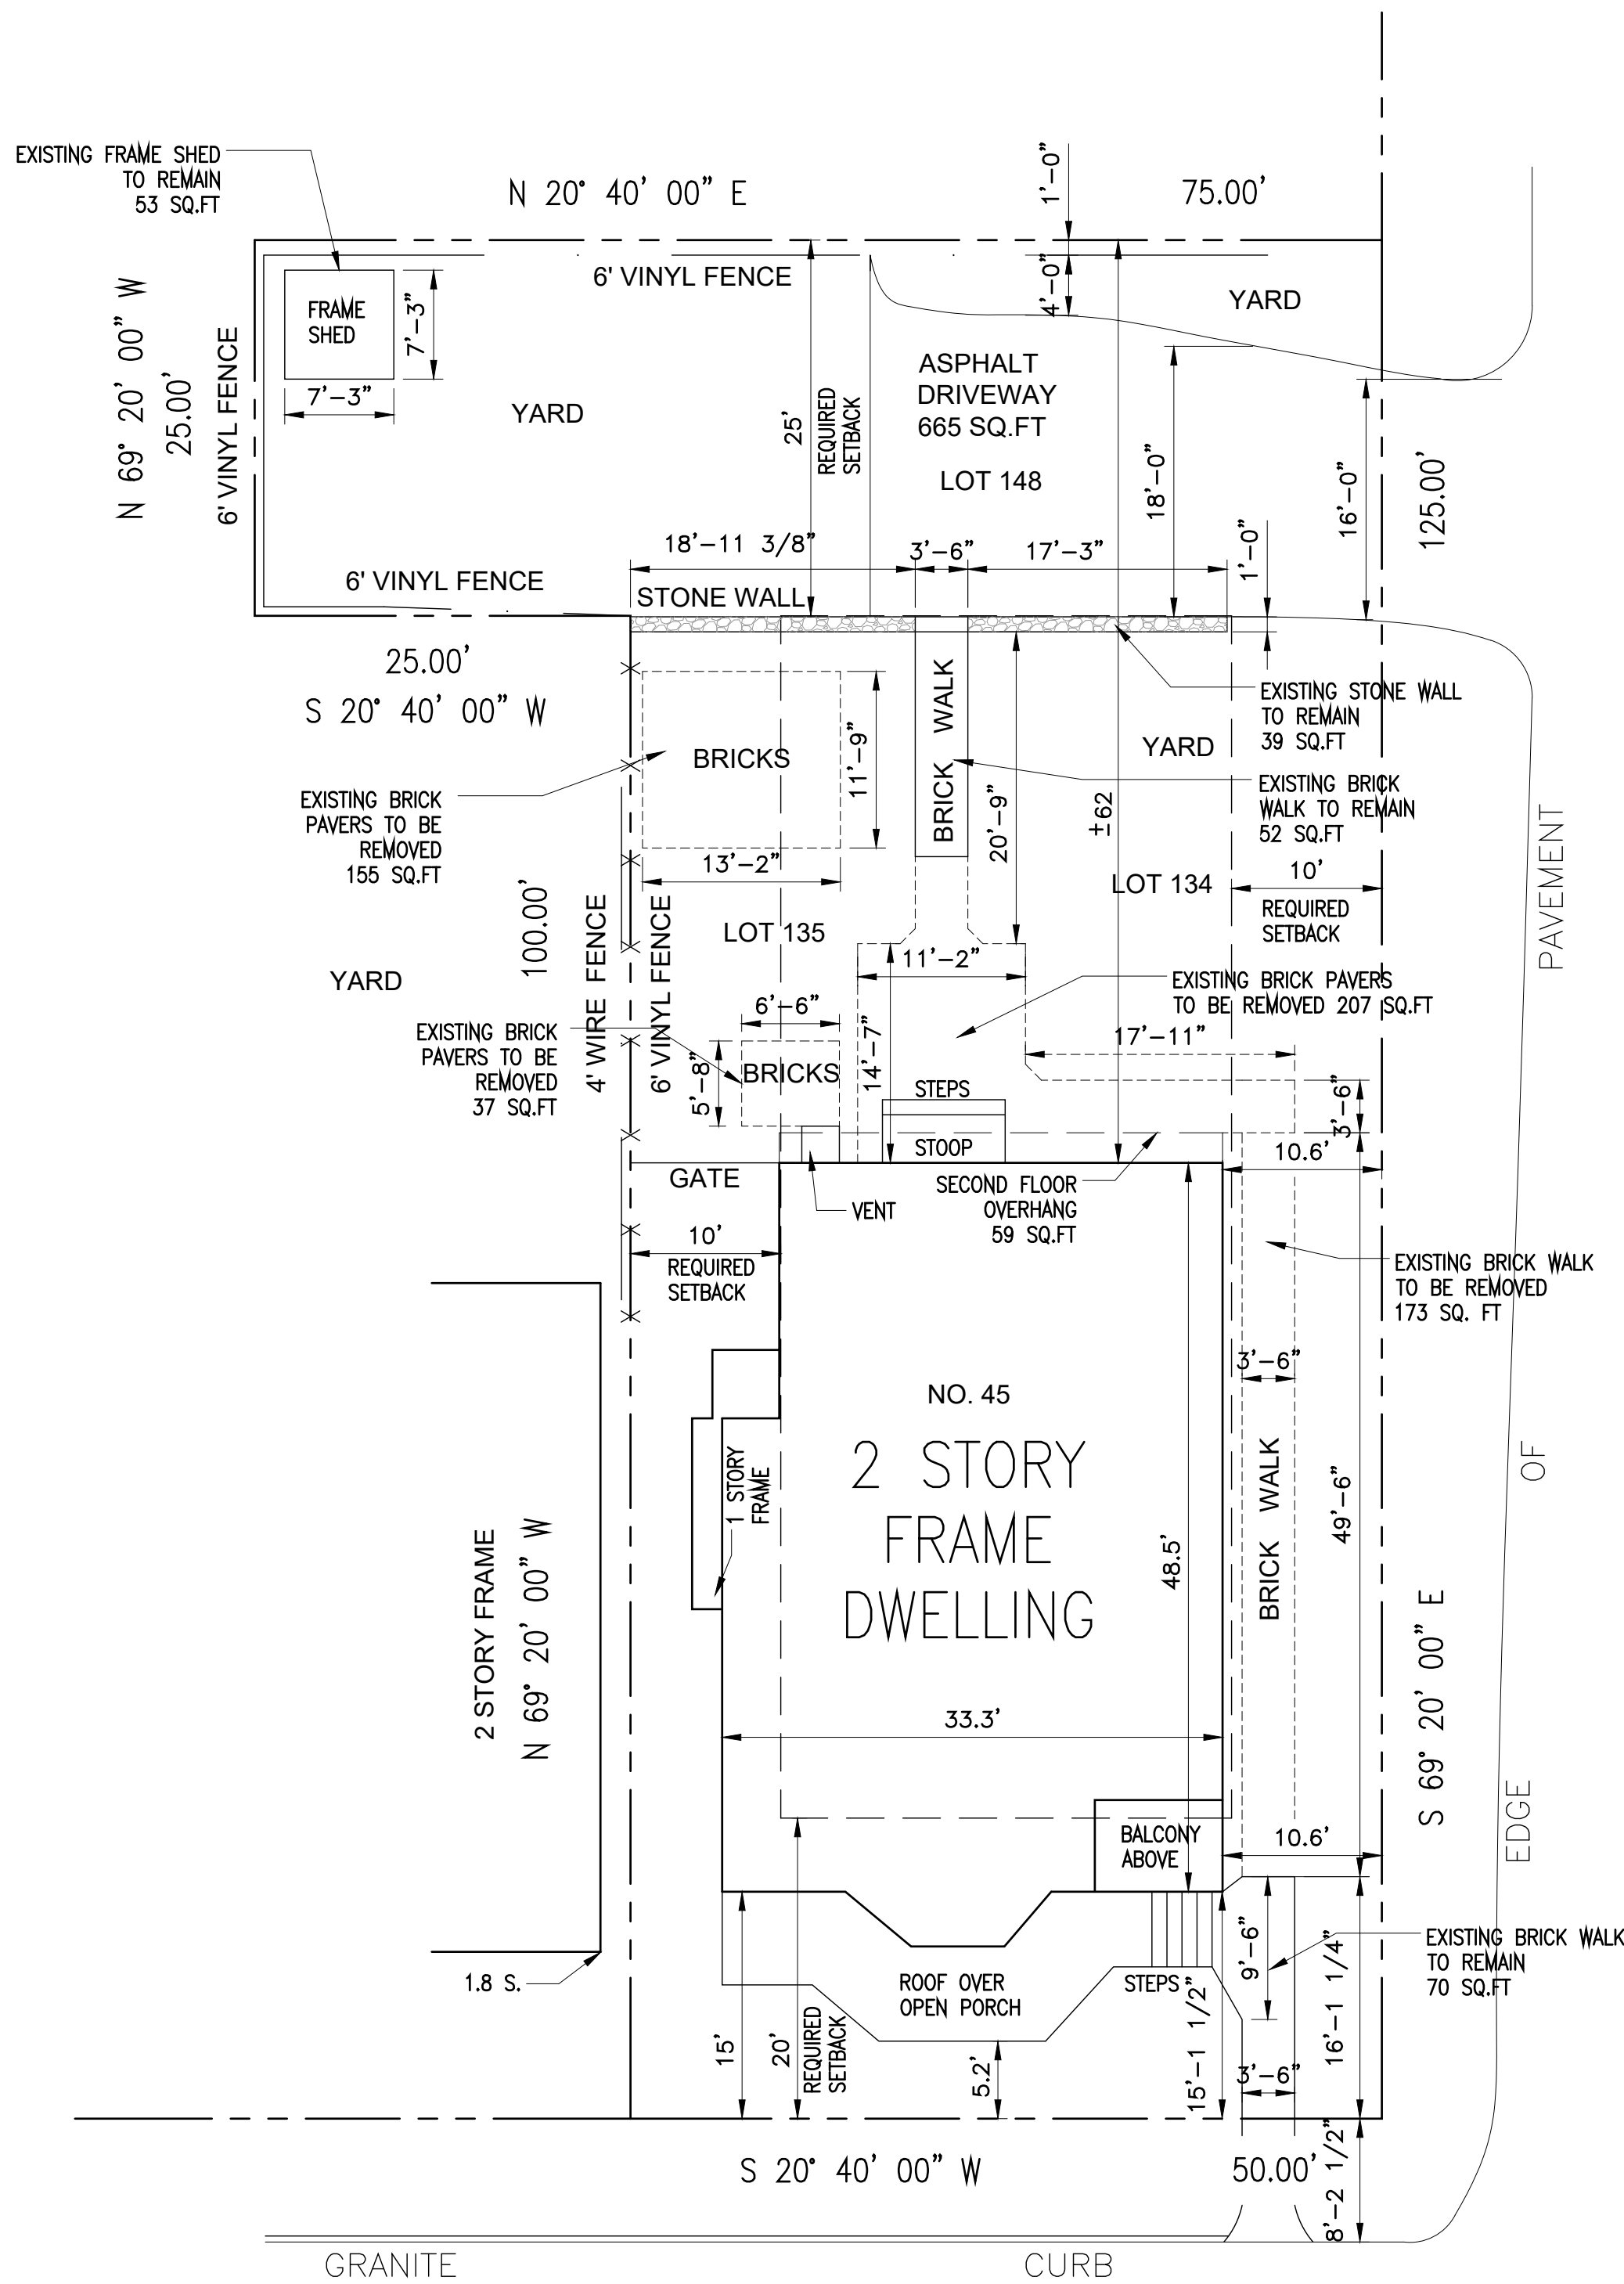 EXISTING FRAME SHED
TO REMAIN
53 SQ.FT
N 20° 40' 00" E
75.00'
1'-0"
4'-0"
6' VINYL FENCE
YARD
FRAME
SHED
7'-3"
7'-3"
N 69° 20' 00" W
25.00'
6' VINYL FENCE
YARD
25'
REQUIRED
SETBACK
ASPHALT
DRIVEWAY
665 SQ.FT
LOT 148
18'-0"
16'-0"
125.00'
18'-11 3/8"
3'-6"
17'-3"
1'-0"
6' VINYL FENCE
STONE WALL
25.00'
S 20° 40' 00" W
EXISTING STONE WALL
TO REMAIN
39 SQ.FT
BRICKS
11'-9"
BRICK WALK
20'-9"
YARD
±62
EXISTING BRICK
WALK TO REMAIN
52 SQ.FT
EXISTING BRICK
PAVERS TO BE
REMOVED
155 SQ.FT
13'-2"
LOT 134
10'
REQUIRED
SETBACK
PAVEMENT
100.00'
4' WIRE FENCE
6' VINYL FENCE
LOT 135
YARD
11'-2"
EXISTING BRICK PAVERS
TO BE REMOVED 207 SQ.FT
6'-6"
EXISTING BRICK
PAVERS TO BE
REMOVED
37 SQ.FT
5'-8"
BRICKS
14'-7"
17'-11"
STEPS
STOOP
3'-6"
10.6'
GATE
VENT
SECOND FLOOR
OVERHANG
59 SQ.FT
10'
REQUIRED
SETBACK
EXISTING BRICK WALK
TO BE REMOVED
173 SQ. FT
3'-6"
NO. 45
2 STORY
FRAME
DWELLING
1 STORY
FRAME
48.5'
BRICK WALK
49'-6"
OF
2 STORY FRAME
N 69° 20' 00" W
S 69° 20' 00" E
33.3'
EDGE
BALCONY
ABOVE
10.6'
EXISTING BRICK WALK
TO REMAIN
70 SQ.FT
9'-6"
16'-1 1/4"
1.8 S.
ROOF OVER
OPEN PORCH
STEPS
15'
20'
REQUIRED
SETBACK
5.2'
15'-1 1/2"
3'-6"
S 20° 40' 00" W
50.00'
8'-2 1/2"
GRANITE
CURB